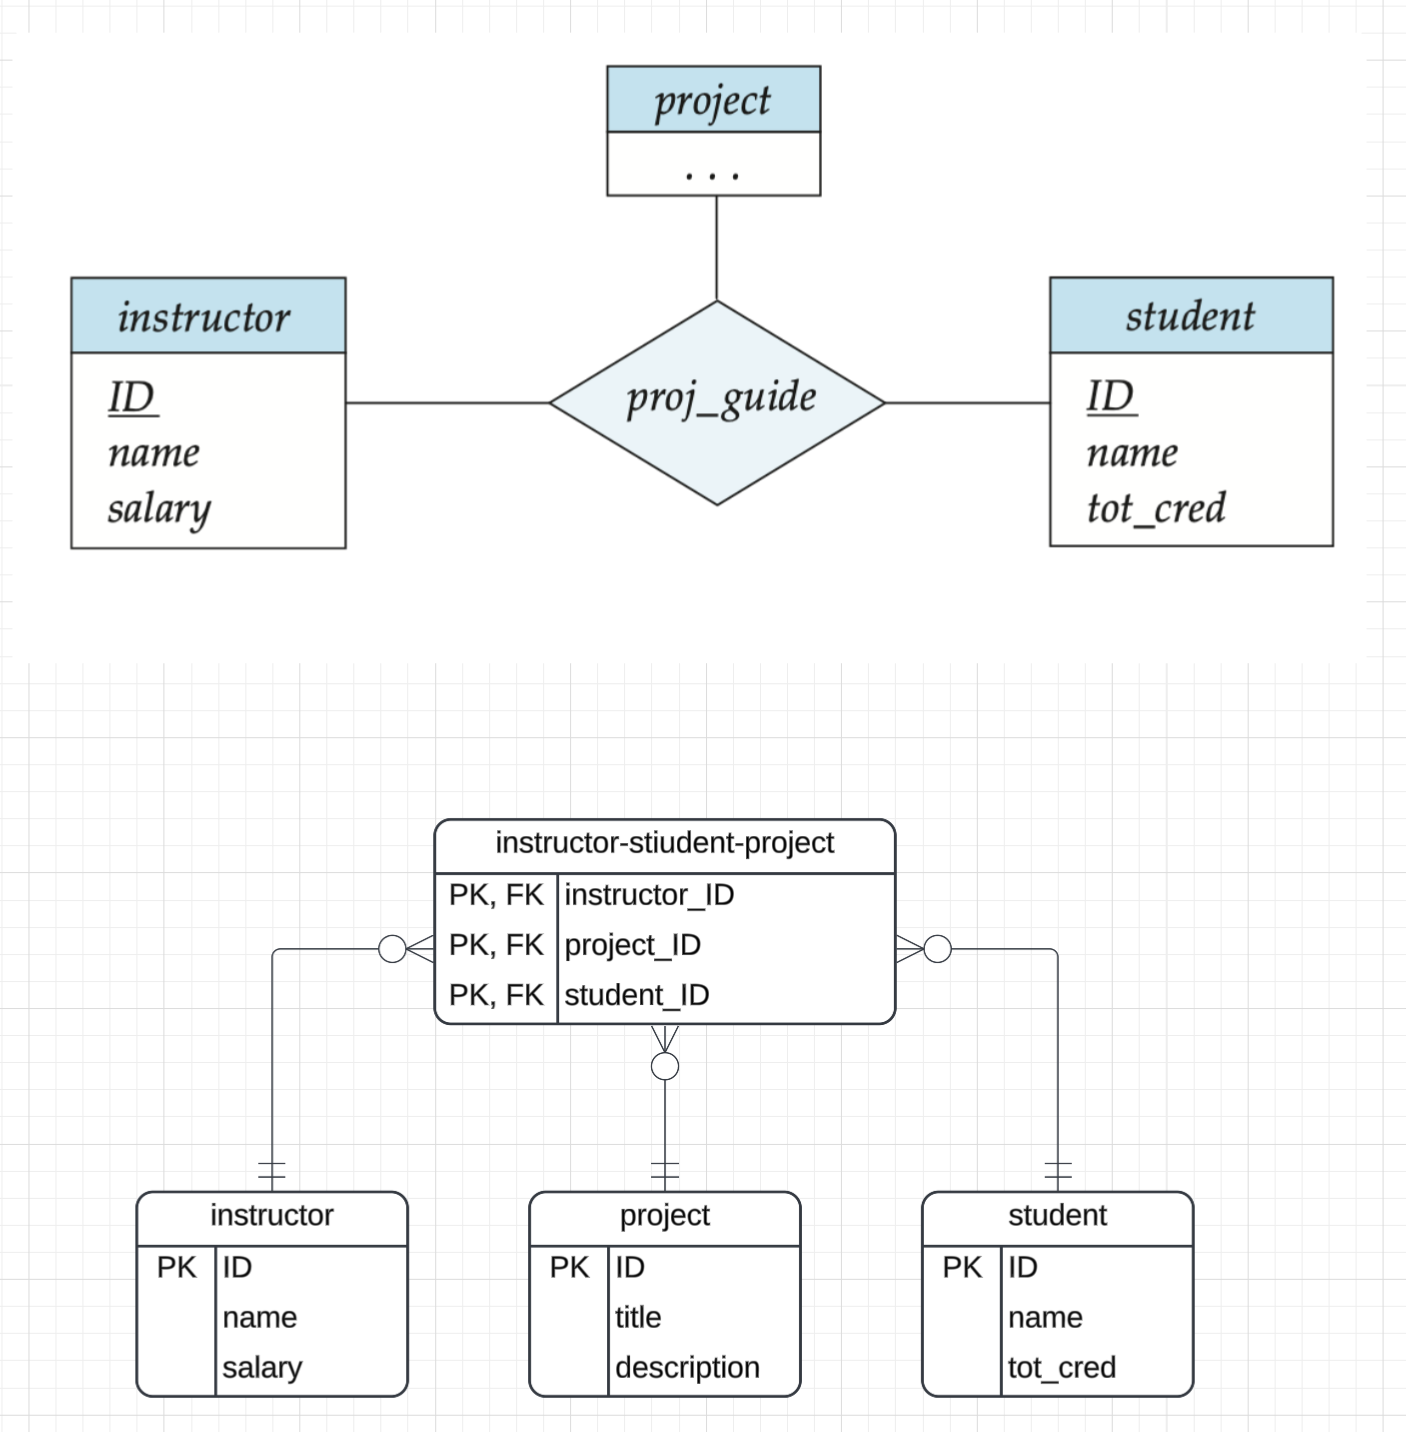 project
. . .
instructor
ID
name
salary
proj_guide
student
ID
name
tot_cred
instructor-stiudent-project
PK, FK instructor_ID
PK, FK project_ID
PK, FK student_ID
instructor
PK ID
name
salary
project
PK ID
title
description
student
PK ID
name
tot_cred